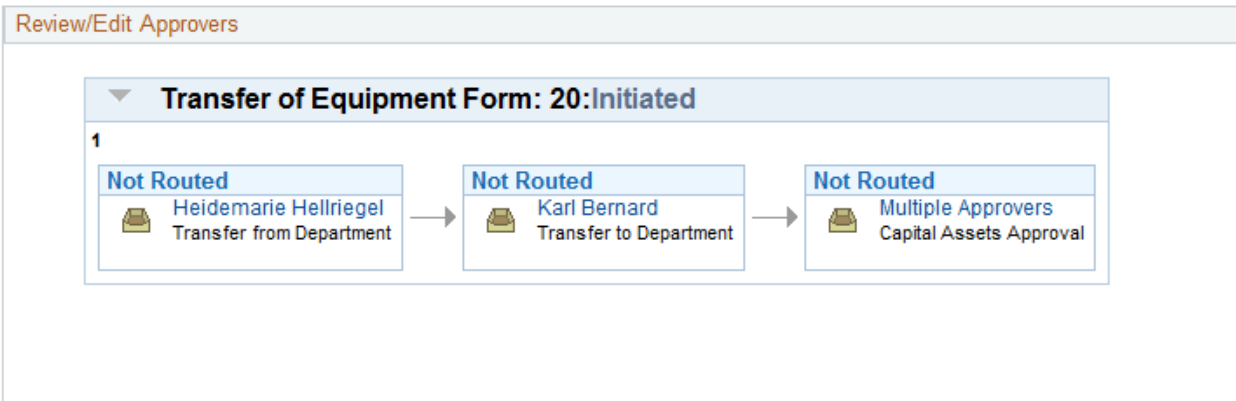 Review/Edit Approvers
Transfer of Equipment Form: 20:Initiated
1
Not Routed
Heidemarie Hellriegel
Transfer from Department
Not Routed
Karl Bernard
Transfer to Department
Not Routed
Multiple Approvers
Capital Assets Approval